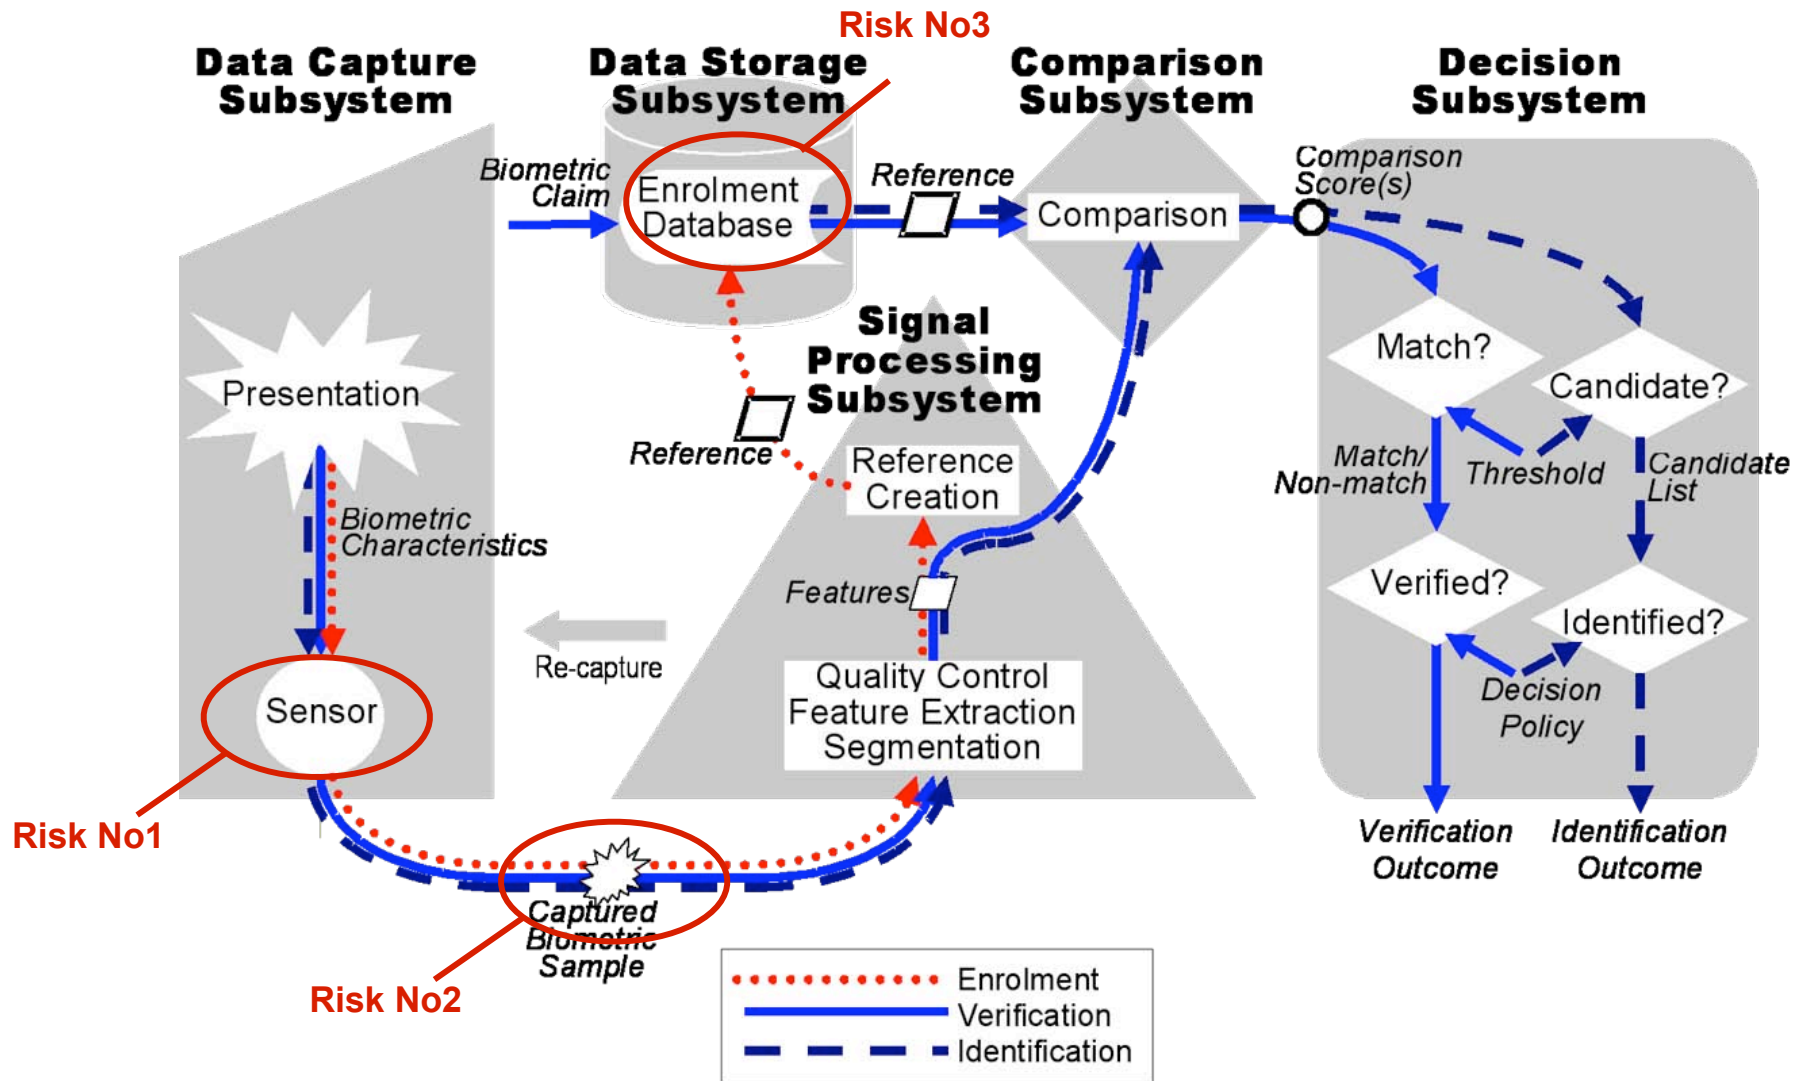 Risk No3
Data Capture
Subsystem
Data Storage
Subsystem
Comparison
Subsystem
Decision
Subsystem
Biometric
Claim
Enrolment
Database
Reference
Comparison
Comparison
Score(s)
Presentation
Signal
Processing
Subsystem
Match?
Candidate?
Reference
Reference
Creation
Match/
Non-match
Threshold
Candidate
List
Biometric
Characteristics
Features
Verified?
Identified?
Re-capture
Sensor
Quality Control
Feature Extraction
Segmentation
Decision
Policy
Risk No1
Verification
Outcome
Identification
Outcome
Captured
Biometric
Sample
Risk No2
Enrolment
Verification
Identification